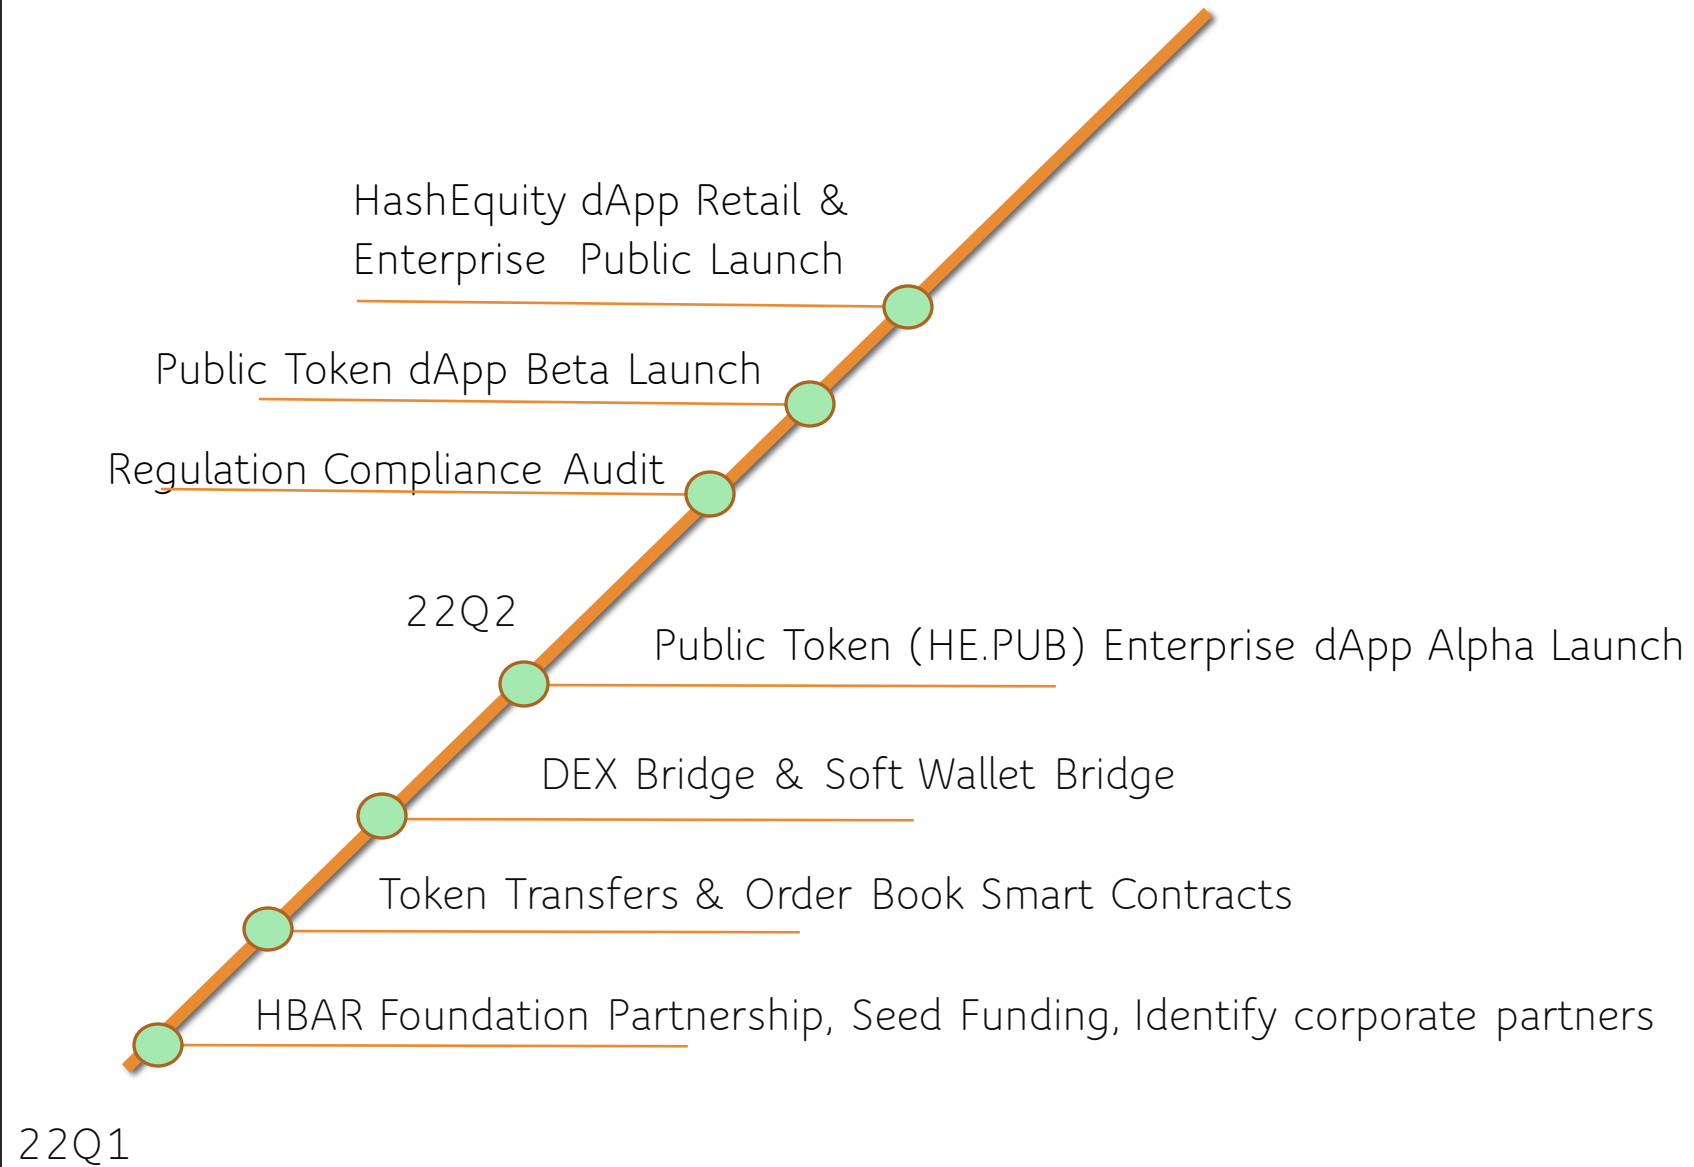 HashEquity dApp Retail &
Enterprise Public Launch
Public Token dApp Beta Launch
Regulation Compliance Audit
22Q2
Public Token (HE.PUB) Enterprise dApp Alpha Launch
DEX Bridge & Soft Wallet Bridge
Token Transfers & Order Book Smart Contracts
HBAR Foundation Partnership, Seed Funding, Identify corporate partners
22Q1